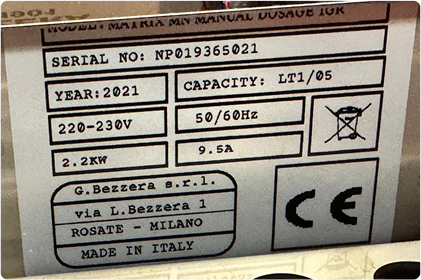 MODEL: MATRIX MN MANUAL DOSAGE 1GR
SERIAL NO: NP019365021
YEAR:2021
CAPACITY: LT1/05
220-230V
50/60Hz
2.2KW
9.5A
G.Bezzera s.r.l.
via L.Bezzera 1
ROSATE - MILANO
MADE IN ITALY
CE